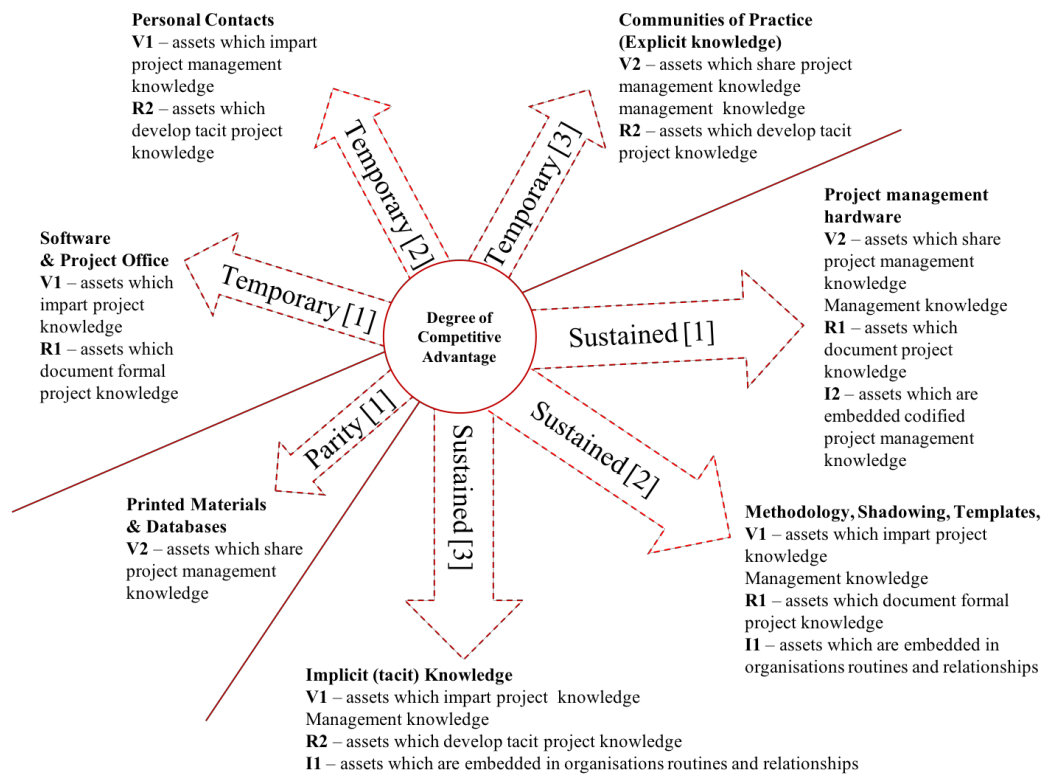 Personal Contacts
V1 – assets which impart
project management
knowledge
R2 – assets which
develop tacit project
knowledge
Communities of Practice
(Explicit knowledge)
V2 – assets which share project
management knowledge
management knowledge
R2 – assets which develop tacit
project knowledge
Temporary [2]
Temporary [3]
Software
& Project Office
V1 – assets which
impart project
knowledge
R1 – assets which
document formal
project knowledge
Temporary [1]
Degree of
Competitive
Advantage
Sustained [1]
Project management
hardware
V2 – assets which share
project management
knowledge
Management knowledge
R1 – assets which
document project
knowledge
I2 – assets which are
embedded codified
project management
knowledge
Parity [1]
Sustained [3]
Sustained [2]
Printed Materials
& Databases
V2 – assets which share
project management
knowledge
Methodology, Shadowing, Templates,
V1 – assets which impart project
knowledge
Management knowledge
R1 – assets which document formal
project knowledge
I1 – assets which are embedded in
organisations routines and relationships
Implicit (tacit) Knowledge
V1 – assets which impart project knowledge
Management knowledge
R2 – assets which develop tacit project knowledge
I1 – assets which are embedded in organisations routines and relationships